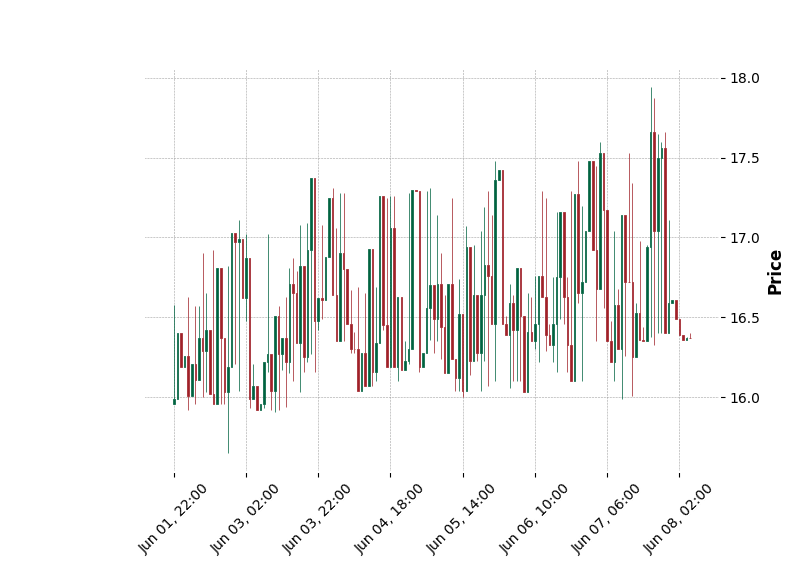 18.0
17.5
17.0
16.5
16.0
Price
Jun 01, 22:00
Jun 03, 02:00
Jun 03, 22:00
Jun 04, 18:00
Jun 05, 14:00
Jun 06, 10:00
Jun 07, 06:00
Jun 08, 02:00